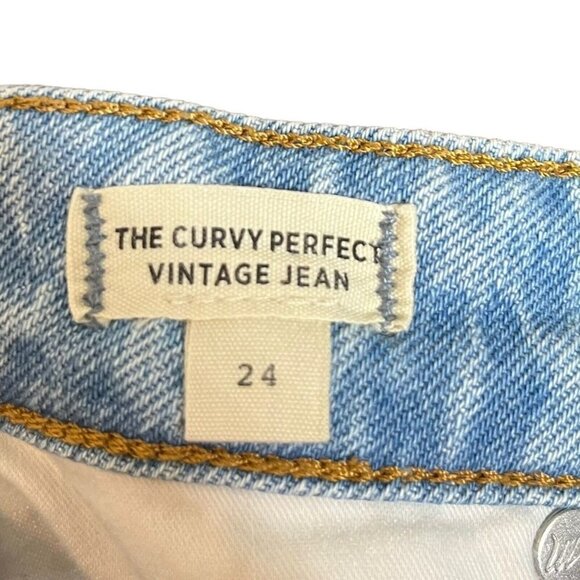 THE CURVY PERFECT
VINTAGE JEAN
24